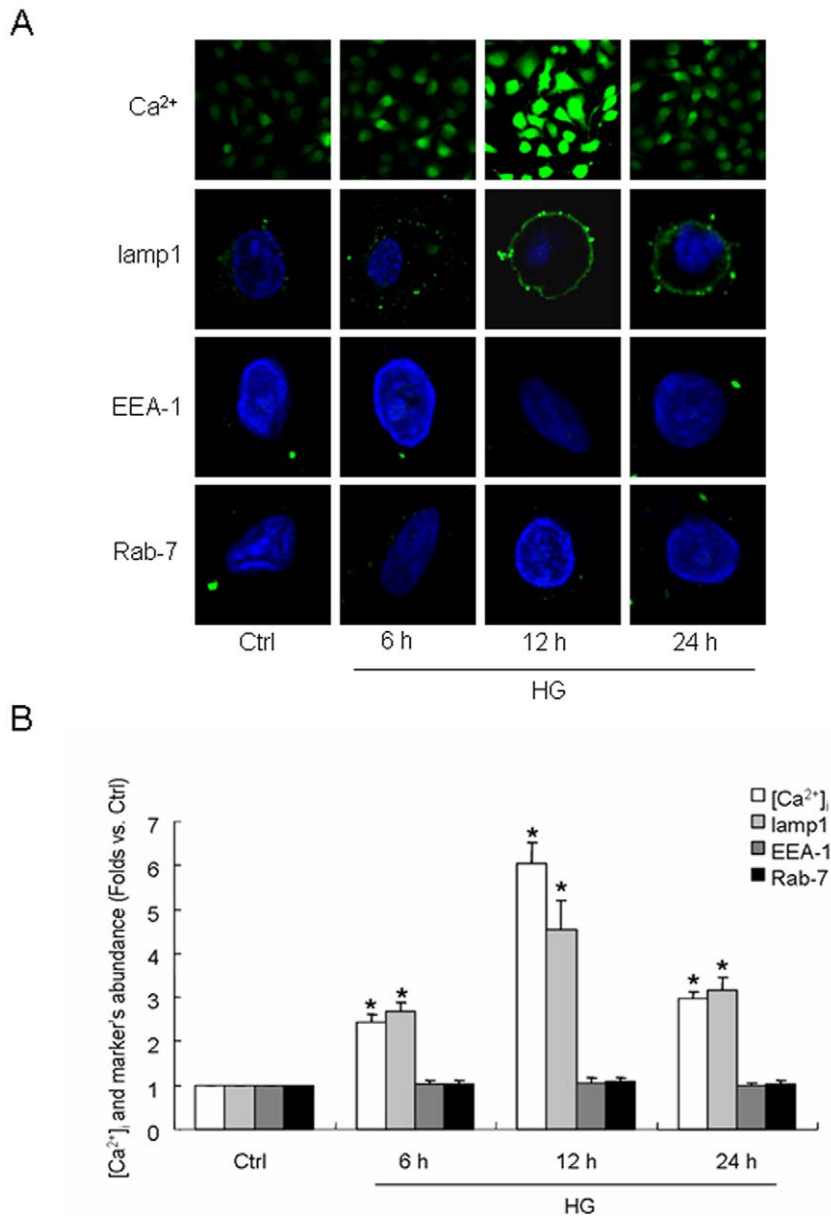 A
Ca²⁺
lamp1
EEA-1
Rab-7
Ctrl 6 h 12 h 24 h
HG
B
[Ca²⁺]ᵢ and marker's abundance (Folds vs. Ctrl)
7
6
5
4
3
2
1
0
* * * * * *
[Ca²⁺]ᵢ
lamp1
EEA-1
Rab-7
Ctrl 6 h 12 h 24 h
HG